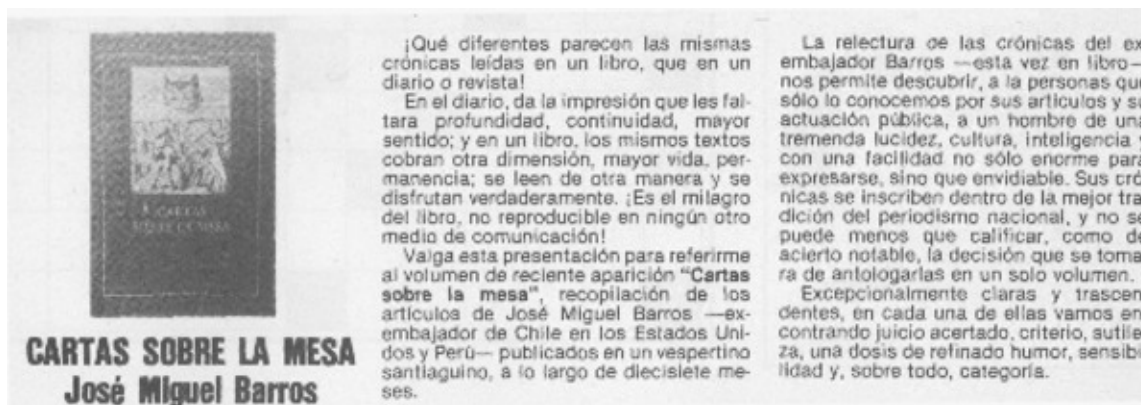 CARTAS
SOBRE LA MESA
CARTAS SOBRE LA MESA
José Miguel Barros
¡Qué diferentes parecen las mismas
crónicas leídas en un libro, que en un
diario o revista!
En el diario, da la impresión que les fal-
tara profundidad, continuidad, mayor
sentido; y en un libro, los mismos textos
cobran otra dimensión, mayor vida, per-
manencia; se leen de otra manera y se
disfrutan verdaderamente. ¡Es el milagro
del libro, no reproducible en ningún otro
medio de comunicación!
Valga esta presentación para referirme
al volumen de reciente aparición "Cartas
sobre la mesa", recopilación de los
artículos de José Miguel Barros —ex-
embajador de Chile en los Estados Uni-
dos y Perú— publicados en un vespertino
santiaguino, a lo largo de diecisiete me-
ses.
La relectura de las crónicas del ex
embajador Barros —esta vez en libro—
nos permite descubrir, a la personas que
sólo lo conocemos por sus artículos y su
actuación pública, a un hombre de una
tremenda lucidez, cultura, inteligencia y
con una facilidad no sólo enorme para
expresarse, sino que envidiable. Sus cró
nicas se inscriben dentro de la mejor tra
dición del periodismo nacional, y no se
puede menos que calificar, como de
acierto notable, la decisión que se toma
ra de antologarlas en un solo volumen.
Excepcionalmente claras y trascen
dentes, en cada una de ellas vamos en
contrando juicio acertado, criterio, sutile
za, una dosis de refinado humor, sensibi
lidad y, sobre todo, categoría.